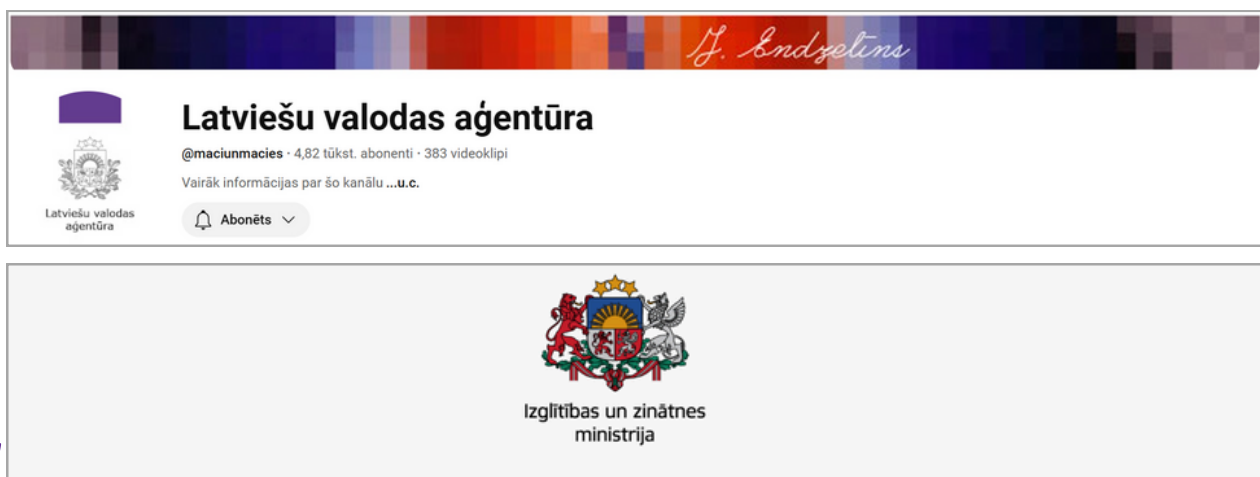 J. Endzelīns
Latviešu valodas aģentūra
@maciunmacies · 4,82 tūkst. abonenti · 383 videoklipi
Vairāk informācijas par šo kanālu ...u.c.
Abonēts
Latviešu valodas
aģentūra
Izglītības un zinātnes
ministrija